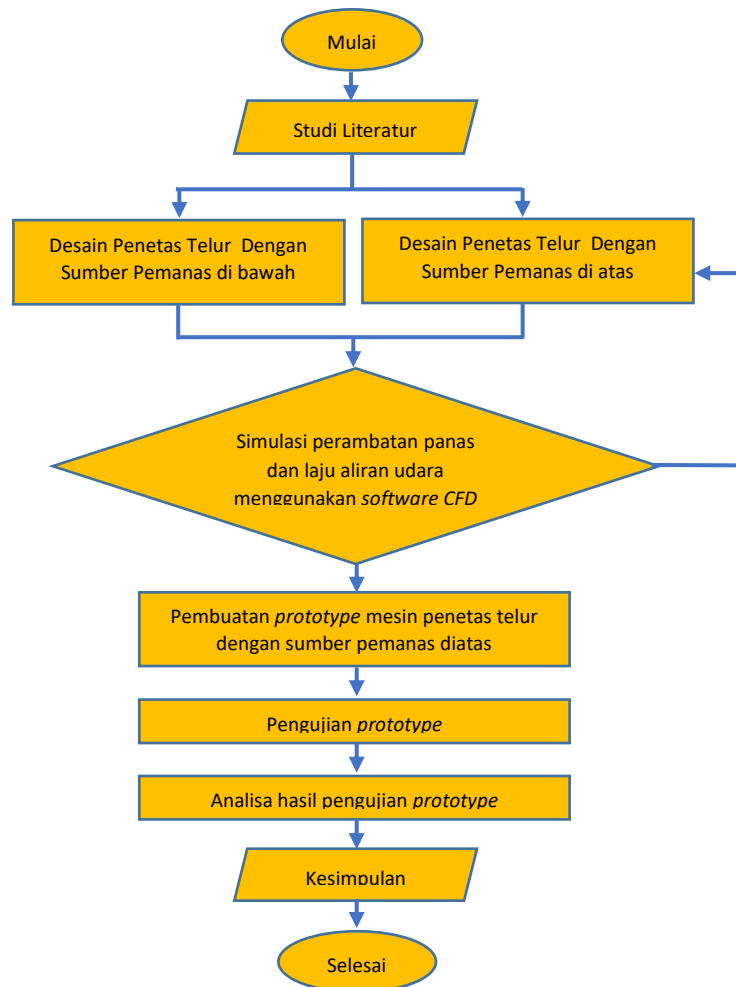 Mulai
Studi Literatur
Desain Penetas Telur Dengan
Sumber Pemanas di bawah
Desain Penetas Telur Dengan
Sumber Pemanas di atas
Simulasi perambatan panas
dan laju aliran udara
menggunakan software CFD
Pembuatan prototype mesin penetas telur
dengan sumber pemanas diatas
Pengujian prototype
Analisa hasil pengujian prototype
Kesimpulan
Selesai